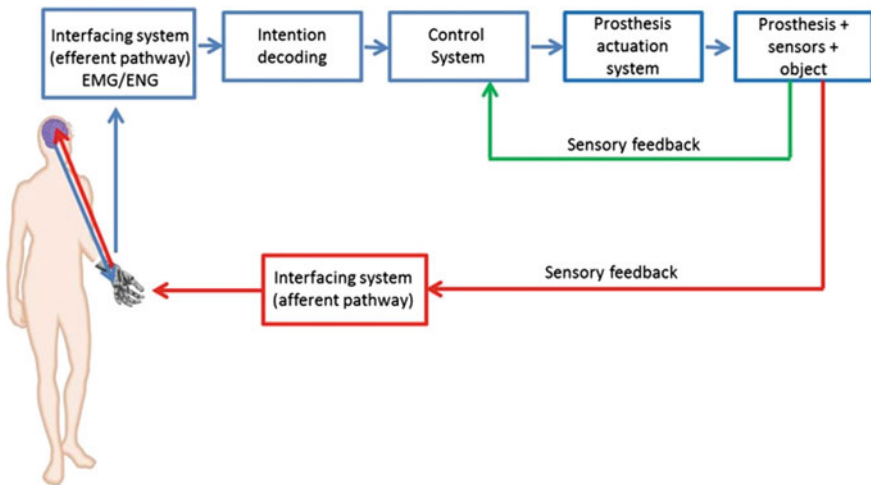 Interfacing system
(efferent pathway)
EMG/ENG
Intention
decoding
Control
System
Prosthesis
actuation
system
Prosthesis +
sensors +
object
Sensory feedback
Sensory feedback
Interfacing system
(afferent pathway)